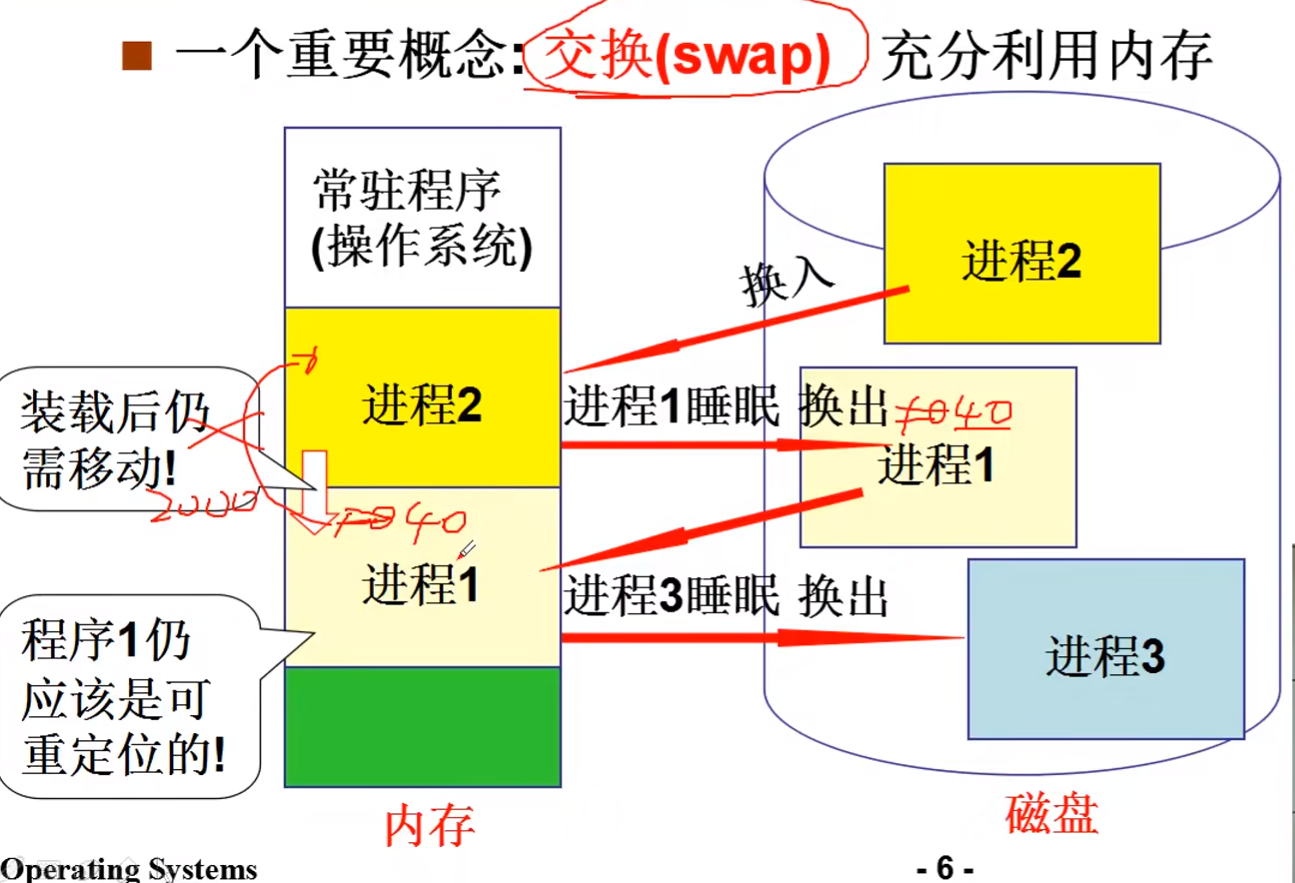 一个重要概念:交换(swap) 充分利用内存
常驻程序
(操作系统)
进程2
换入
进程2
装载后仍
需移动!
进程1睡眠 换出
40
进程1
2000
40
进程1
程序1仍
应该是可
重定位的!
进程3睡眠 换出
进程3
内存
磁盘
Operating Systems
- 6 -